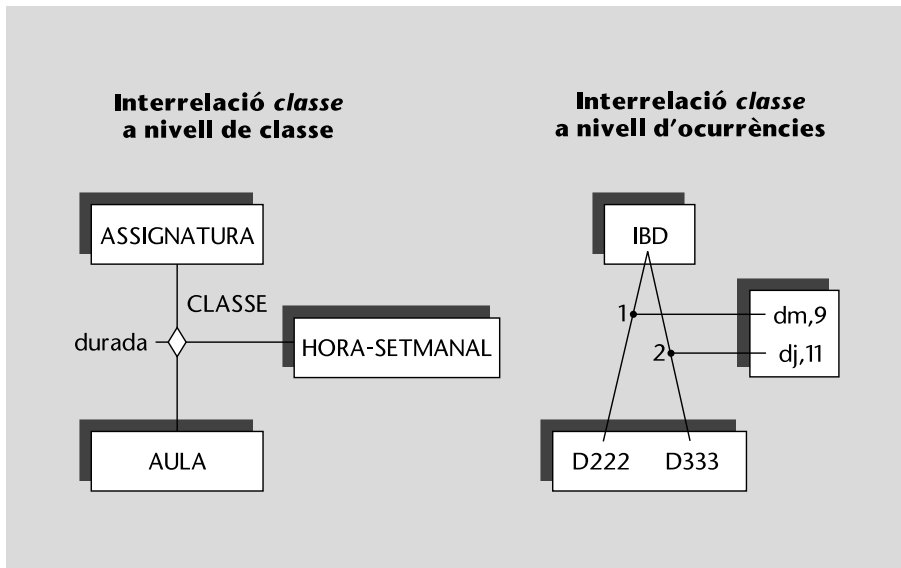 Interrelació classe
a nivell de classe
ASSIGNATURA
CLASSE
durada
HORA-SETMANAL
AULA
Interrelació classe
a nivell d'ocurrències
IBD
1
dm,9
2
dj,11
D222 D333